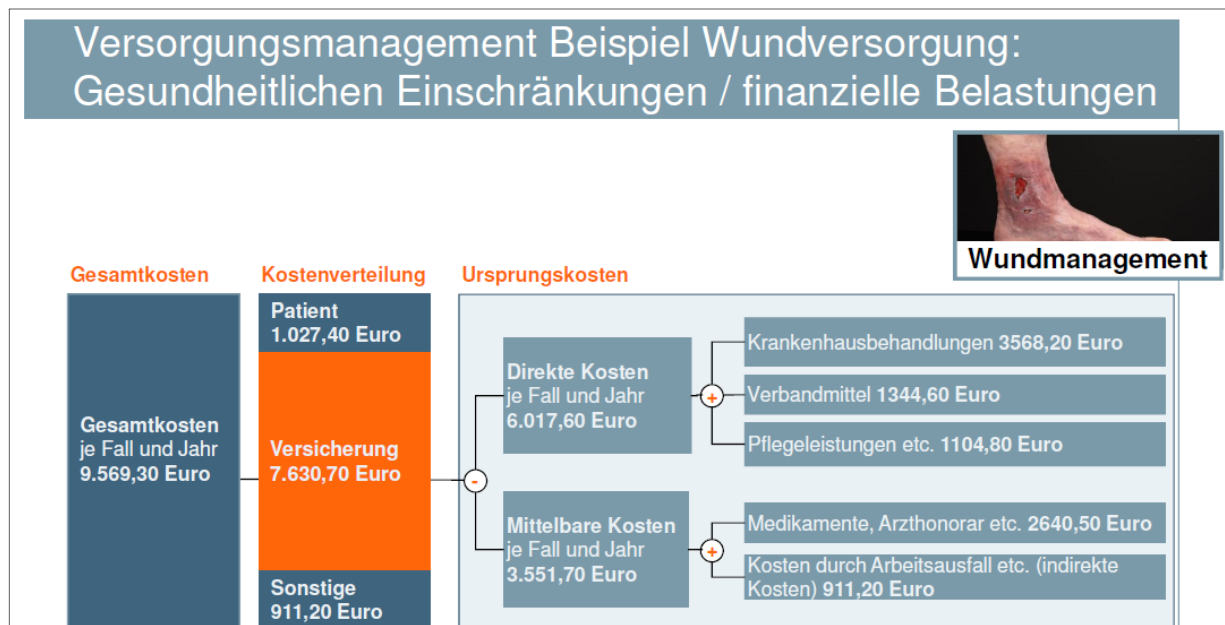 Versorgungsmanagement Beispiel Wundversorgung:
Gesundheitlichen Einschränkungen / finanzielle Belastungen
Wundmanagement
Gesamtkosten
Kostenverteilung
Ursprungskosten
Gesamtkosten
je Fall und Jahr
9.569,30 Euro
Patient
1.027,40 Euro
Versicherung
7.630,70 Euro
Sonstige
911,20 Euro
-
Direkte Kosten
je Fall und Jahr
6.017,60 Euro
+
Krankenhausbehandlungen 3568,20 Euro
Verbandmittel 1344,60 Euro
Pflegeleistungen etc. 1104,80 Euro
Mittelbare Kosten
je Fall und Jahr
3.551,70 Euro
+
Medikamente, Arzthonorar etc. 2640,50 Euro
Kosten durch Arbeitsausfall etc. (indirekte
Kosten) 911,20 Euro